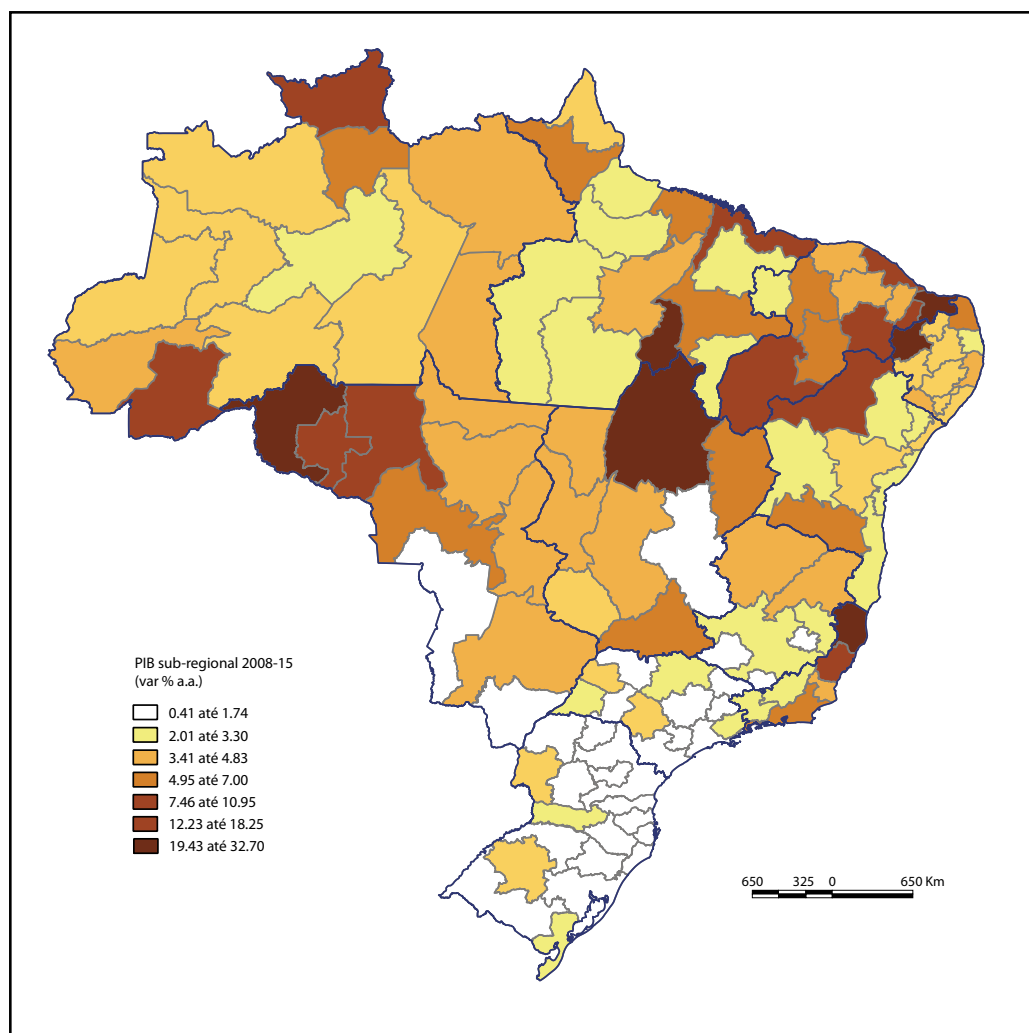 PIB sub-regional 2008-15
(var % a.a.)
0.41 até 1.74
2.01 até 3.30
3.41 até 4.83
4.95 até 7.00
7.46 até 10.95
12.23 até 18.25
19.43 até 32.70
650 325 0 650 Km